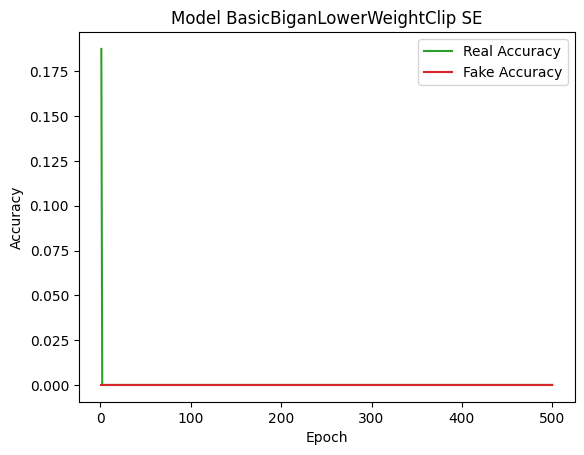 Model BasicBiganLowerWeightClip SE
Real Accuracy
Fake Accuracy
Accuracy
0.175
0.150
0.125
0.100
0.075
0.050
0.025
0.000
0 100 200 300 400 500
Epoch